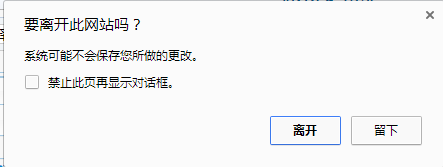 要离开此网站吗？
系统可能不会保存您所做的更改。
禁止此页再显示对话框。
离开
留下